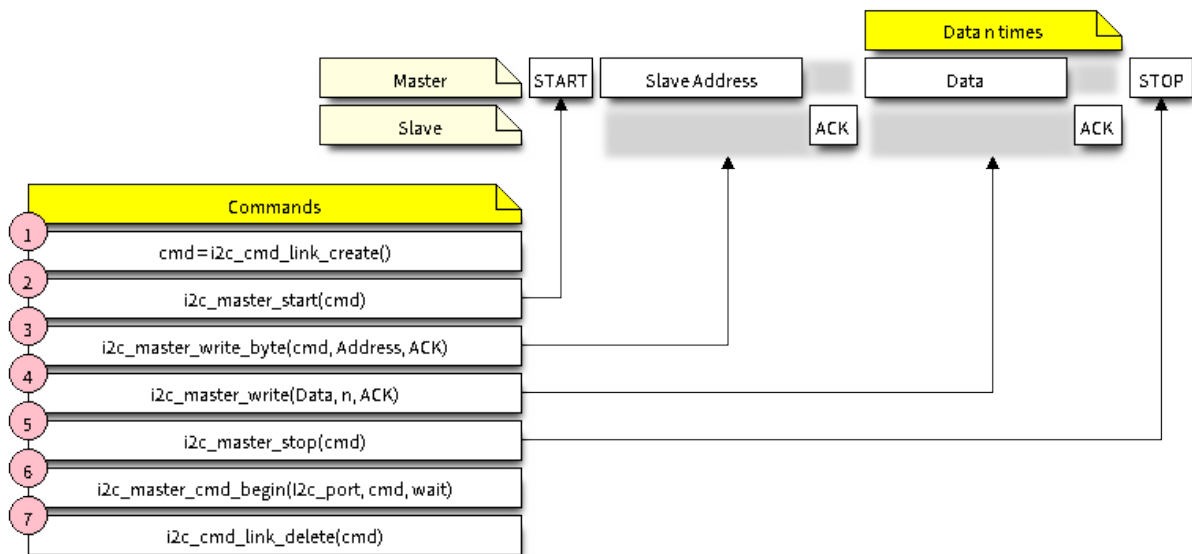 Data n times
Master START Slave Address Data STOP
Slave ACK ACK
Commands
1
cmd=i2c_cmd_link_create()
2
i2c_master_start(cmd)
3
i2c_master_write_byte(cmd, Address, ACK)
4
i2c_master_write(Data, n, ACK)
5
i2c_master_stop(cmd)
6
i2c_master_cmd_begin(I2c_port, cmd, wait)
7
i2c_cmd_link_delete(cmd)